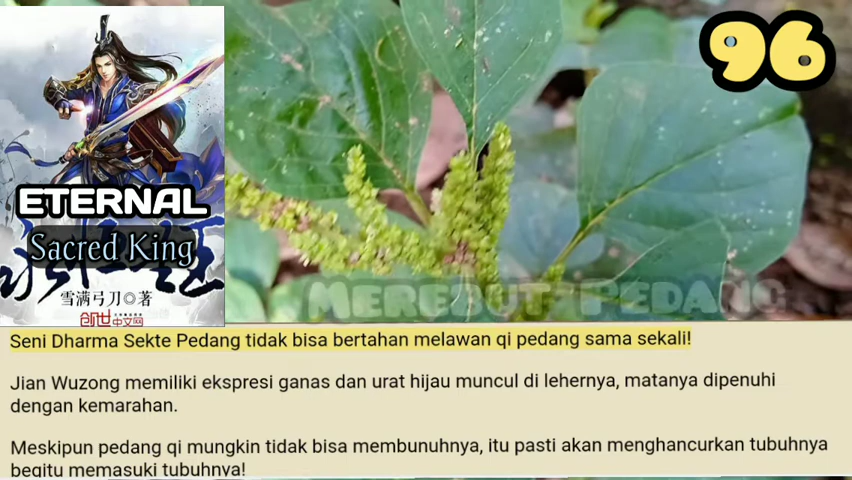 96
ETERNAL
Sacred King
雪满弓刀◎著
创世中文网
MEREBUT PEDANG
Seni Dharma Sekte Pedang tidak bisa bertahan melawan qi pedang sama sekali!
Jian Wuzong memiliki ekspresi ganas dan urat hijau muncul di lehernya, matanya dipenuhi
dengan kemarahan.
Meskipun pedang qi mungkin tidak bisa membunuhnya, itu pasti akan menghancurkan tubuhnya
begitu memasuki tubuhnya!